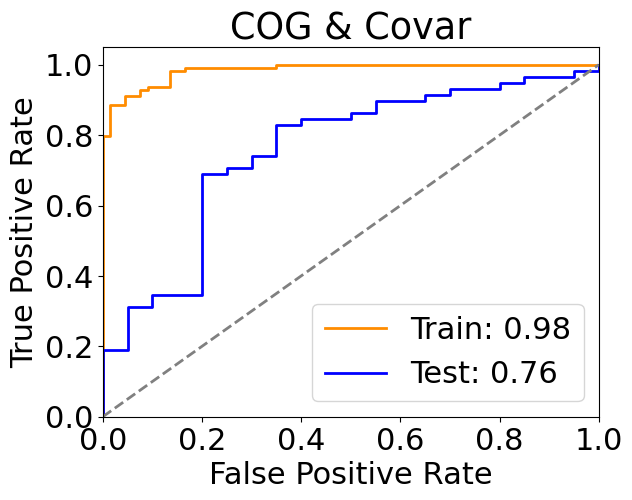 COG & Covar
True Positive Rate
1.0
0.8
0.6
0.4
0.2
0.0
Train: 0.98
Test: 0.76
0.0 0.2 0.4 0.6 0.8 1.0
False Positive Rate